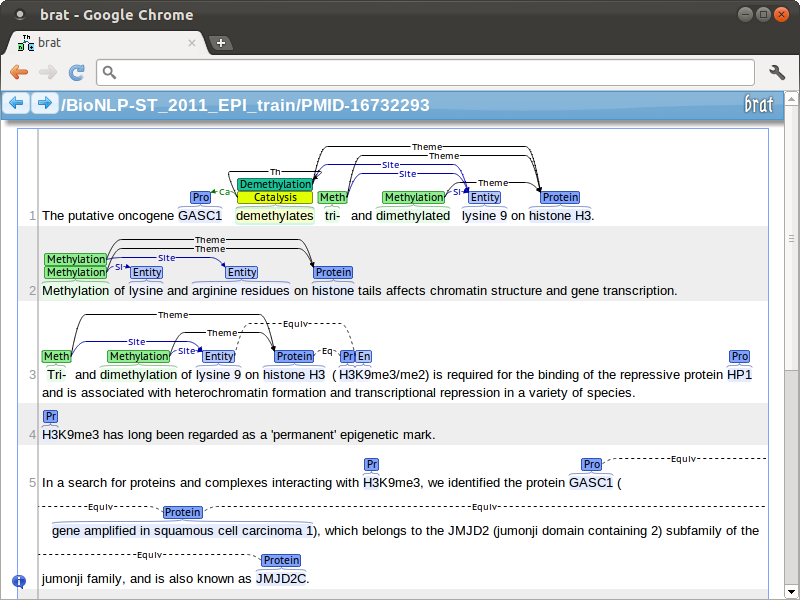 brat - Google Chrome
brat
/BioNLP-ST_2011_EPI_train/PMID-16732293
brat
Theme
Theme
Site
Site
Th
Demethylation
Theme
Pro
Ca
Catalysis
Meth
Methylation
Si
Entity
Protein
1 The putative oncogene GASC1 demethylates tri- and dimethylated lysine 9 on histone H3.
Theme
Theme
Methylation
Site
Methylation
Si
Entity
Entity
Protein
2 Methylation of lysine and arginine residues on histone tails affects chromatin structure and gene transcription.
Theme
Equiv
Theme
Site
Meth
Methylation
Site
Entity
Protein
Eq
Pr
En
Pro
3 Tri- and dimethylation of lysine 9 on histone H3 (H3K9me3/me2) is required for the binding of the repressive protein HP1
and is associated with heterochromatin formation and transcriptional repression in a variety of species.
Pr
4 H3K9me3 has long been regarded as a 'permanent' epigenetic mark.
Pr
Pro
Equiv
5 In a search for proteins and complexes interacting with H3K9me3, we identified the protein GASC1 (
Equiv
Protein
Equiv
gene amplified in squamous cell carcinoma 1), which belongs to the JMJD2 (jumonji domain containing 2) subfamily of the
Equiv
Protein
jumonji family, and is also known as JMJD2C.